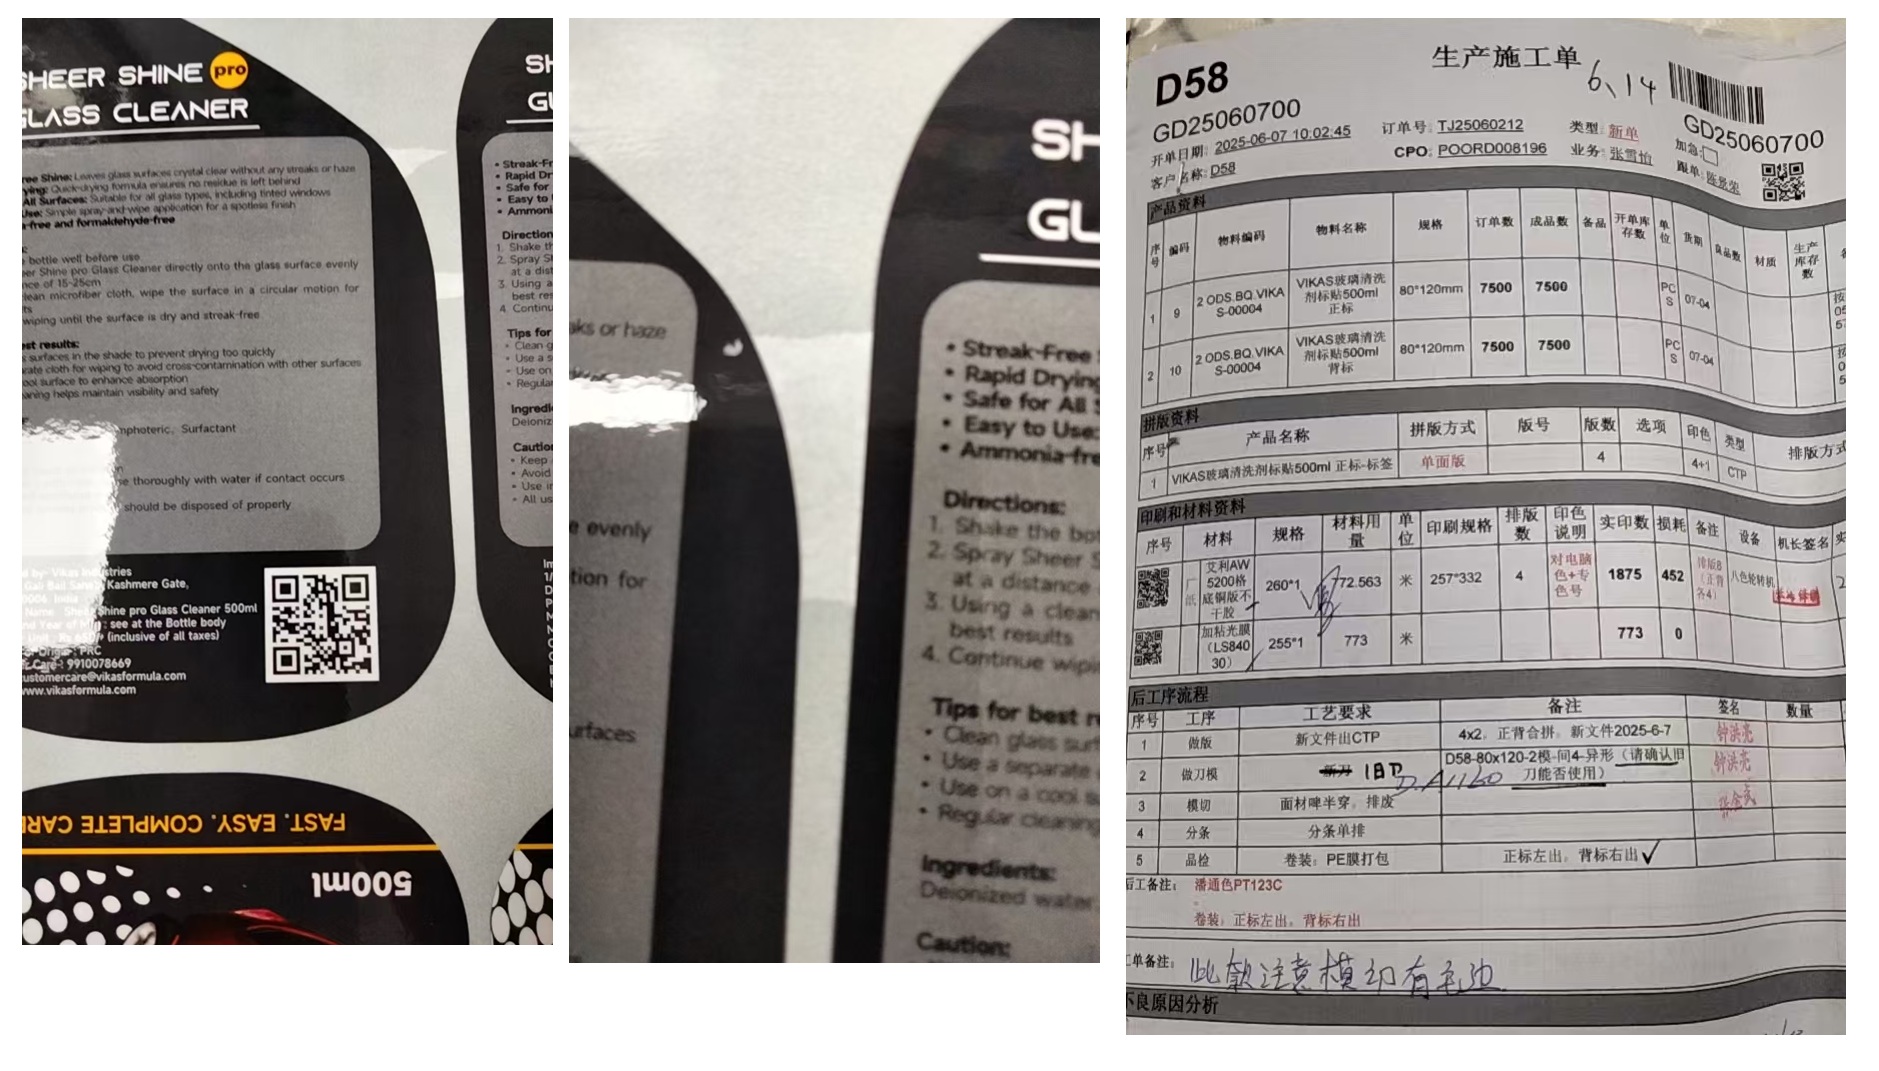 SHEER SHINE pro
GLASS CLEANER
ree Shine: Leaves glass surfaces crystal clear without any streaks or haze
ying: Quick-drying formula ensures no residue is left behind
All Surfaces: Suitable for all glass types, including tinted windows
Use: Simple spray-and-wipe application for a spotless finish
-free and formaldehyde-free
bottle well before use
er Shine pro Glass Cleaner directly onto the glass surface evenly
nce of 15-25cm
lean microfiber cloth, wipe the surface in a circular motion for
ts
wiping until the surface is dry and streak-free
est results:
surfaces in the shade to prevent drying too quickly
rate cloth for wiping to avoid cross-contamination with other surfaces
ool surface to enhance absorption
aning helps maintain visibility and safety
mphoteric, Surfactant
e thoroughly with water if contact occurs
should be disposed of properly
d by- Vikas Industries
Gali Beil Sans Kashmere Gate,
India
Name Sheer Shine pro Glass Cleaner 500ml
nd Year of Mfg : see at the Bottle body
(inclusive of all taxes)
Origin : PRC
r Care : 9910078669
ustomercare@vikasformula.com
www.vikasformula.com
FAST. EASY. COMPLETE CAR
500ml
SH
GL
• Streak-Fr
• Rapid Dr
• Safe for
• Easy to
• Ammoni
Direction
1. Shake th
2. Spray S
at a dist
3. Using a
best res
4. Continu
Tips for
• Clean g
• Use a s
• Use on
• Regular
Ingredi
Deioniz
Cautio
• Keep
• Avoid
• Use i
• All us
aks or haze
e evenly
tion for
urfaces
SH
GL
• Streak-Free
• Rapid Drying
• Safe for All S
• Easy to Use:
• Ammonia-fre
Directions:
1. Shake the bot
2. Spray Sheer S
at a distance
3. Using a clean
best results
4. Continue wipi
Tips for best r
• Clean glass surf
• Use a separate
• Use on a cool s
• Regular cleaning
Ingredients:
Deionized water
Caution:
D58
生产施工单
6、14
GD25060700
GD25060700
开单日期: 2025-06-07 10:02:45 订单号: TJ25060212 类型: 新单 加急:
客户名称: D58 CPO: POORD008196 业务: 张雪怡 跟单: 陈景荣
产品资料
序号 编码 物料编码 物料名称 规格 订单数 成品数 备品 开单库存数 单位 货期 良品数 材质 生产库存数
1 9 2 ODS.BQ.VIKAS-00004 VIKAS玻璃清洗剂标贴500ml 正标 80*120mm 7500 7500 PCS 07-04
2 10 2 ODS.BQ.VIKAS-00004 VIKAS玻璃清洗剂标贴500ml 背标 80*120mm 7500 7500 PCS 07-04
拼版资料
序号 产品名称 拼版方式 版号 版数 选项 印色 类型 排版方式
1 VIKAS玻璃清洗剂标贴500ml 正标-标签 单面版 4 4+1 CTP
印刷和材料资料
序号 材料 规格 材料用量 单位 印刷规格 排版数 印色说明 实印数 损耗 备注 设备 机长签名
厂纸 艾利AW5200格底铜版不干胶 260*1 772.563 米 257*332 4 对电脑色+专色号 1875 452 排版8（正背各4） 八色轮转机
加粘光膜（LS84030） 255*1 773 米 773 0
后工序流程
序号 工序 工艺要求 备注 签名 数量
1 做版 新文件出CTP 4x2，正背合拼，新文件2025-6-7 钟洪亮
2 做刀模 新刀 旧刀 D58-80x120-2模-间4-异形（请确认旧刀能否使用） 钟洪亮
3 模切 面材啤半穿，排废
4 分条 分条单排
5 品检 卷装：PE膜打包 正标左出，背标右出 ✓
后工备注: 潘通色PT123C
卷装，正标左出，背标右出
工单备注: 此款注意模切有毛边
不良原因分析